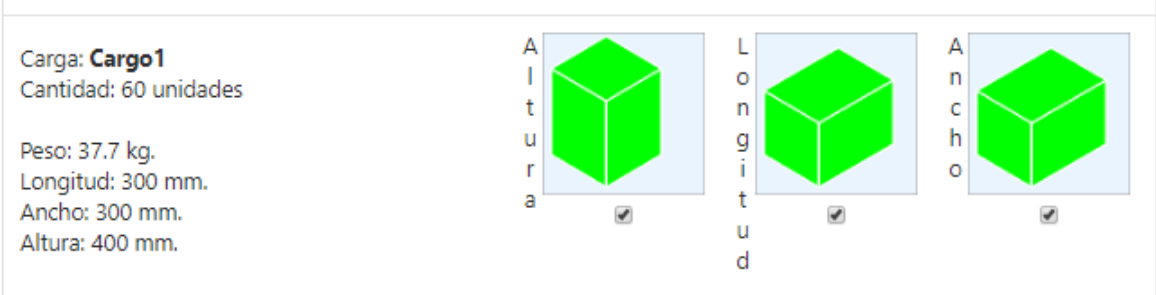 Carga: Cargo1
Cantidad: 60 unidades
Peso: 37.7 kg.
Longitud: 300 mm.
Ancho: 300 mm.
Altura: 400 mm.
Altura
Longitud
Ancho